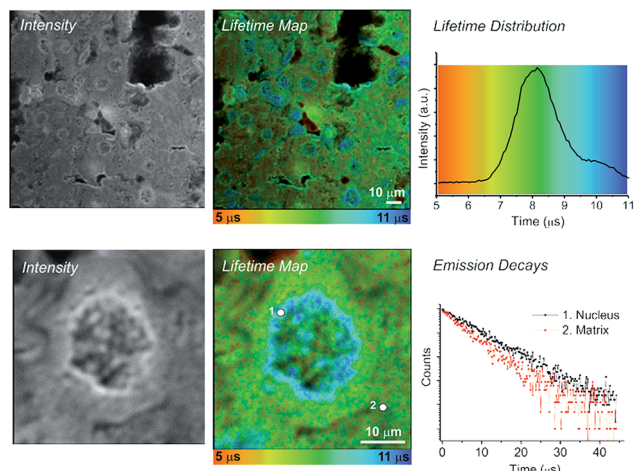 Intensity
Lifetime Map
Lifetime Distribution
Intensity (a.u.)
10 μm
5 μs 11 μs
5 6 7 8 9 10 11
Time (μs)
Intensity
Lifetime Map
Emission Decays
1
2
10 μm
5 μs 11 μs
1. Nucleus
2. Matrix
Counts
0 10 20 30 40
Time (μs)